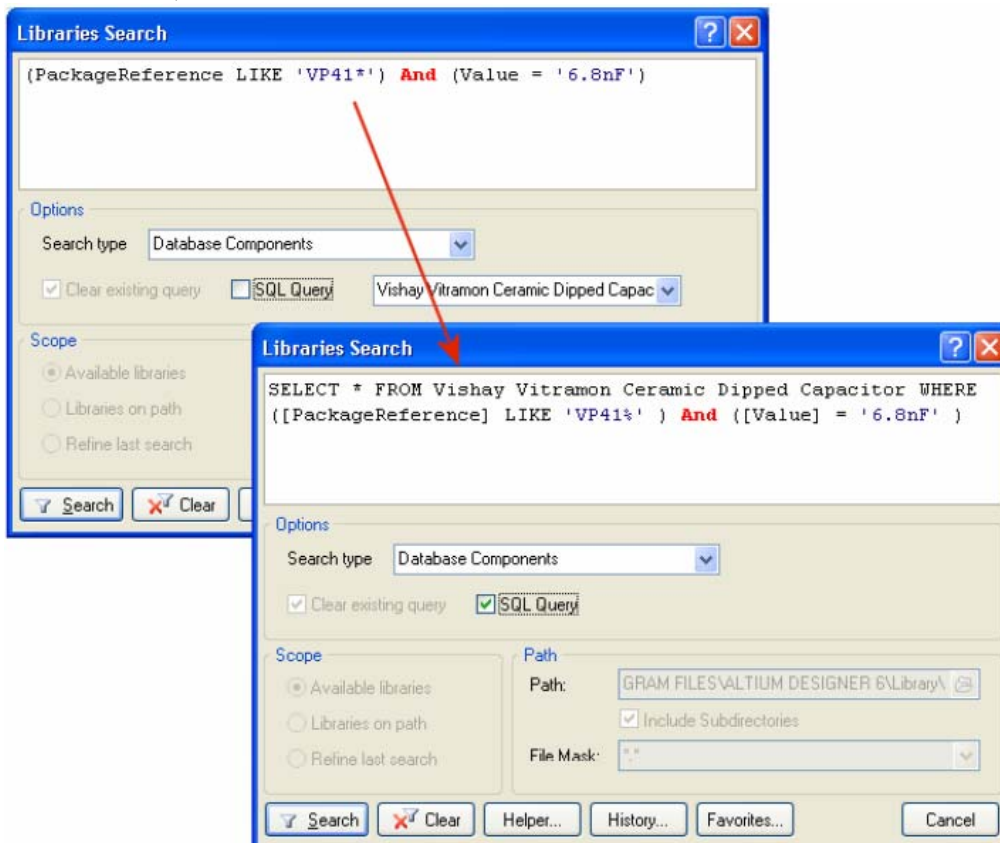 Libraries Search
(PackageReference LIKE 'VP41*') And (Value = '6.8nF')
Options
Search type Database Components
Clear existing query SQL Query Vishay Vitramon Ceramic Dipped Capac
Scope
Available libraries
Libraries on path
Refine last search
Search Clear
Libraries Search
SELECT * FROM Vishay Vitramon Ceramic Dipped Capacitor WHERE
([PackageReference] LIKE 'VP41%' ) And ([Value] = '6.8nF' )
Options
Search type Database Components
Clear existing query SQL Query
Scope
Available libraries
Libraries on path
Refine last search
Path
Path: GRAM FILES\ALTIUM DESIGNER 6\Library\
Include Subdirectories
File Mask: *.*
Search Clear Helper... History... Favorites... Cancel